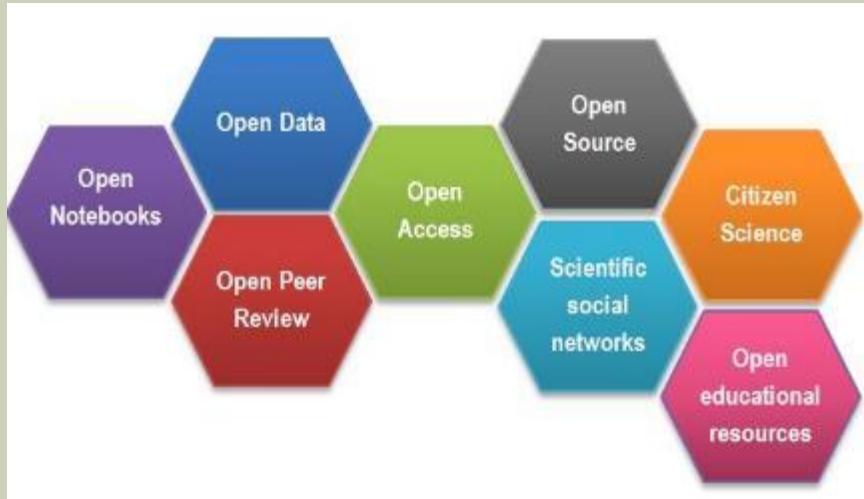 Open
Notebooks
Open Data
Open Peer
Review
Open
Access
Open
Source
Scientific
social
networks
Citizen
Science
Open
educational
resources